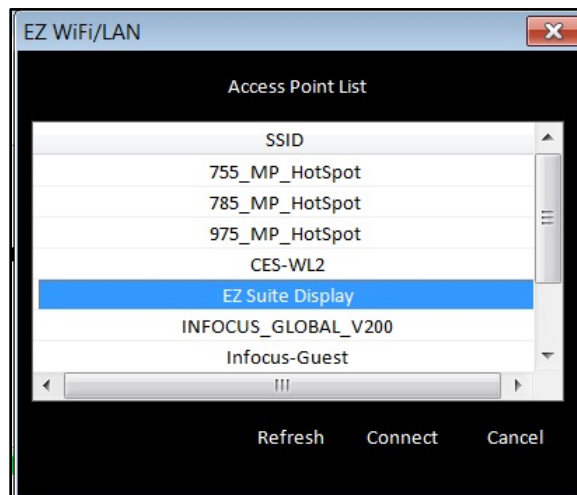 EZ WiFi/LAN
Access Point List
SSID
755_MP_HotSpot
785_MP_HotSpot
975_MP_HotSpot
CES-WL2
EZ Suite Display
INFOCUS_GLOBAL_V200
Infocus-Guest
Refresh Connect Cancel